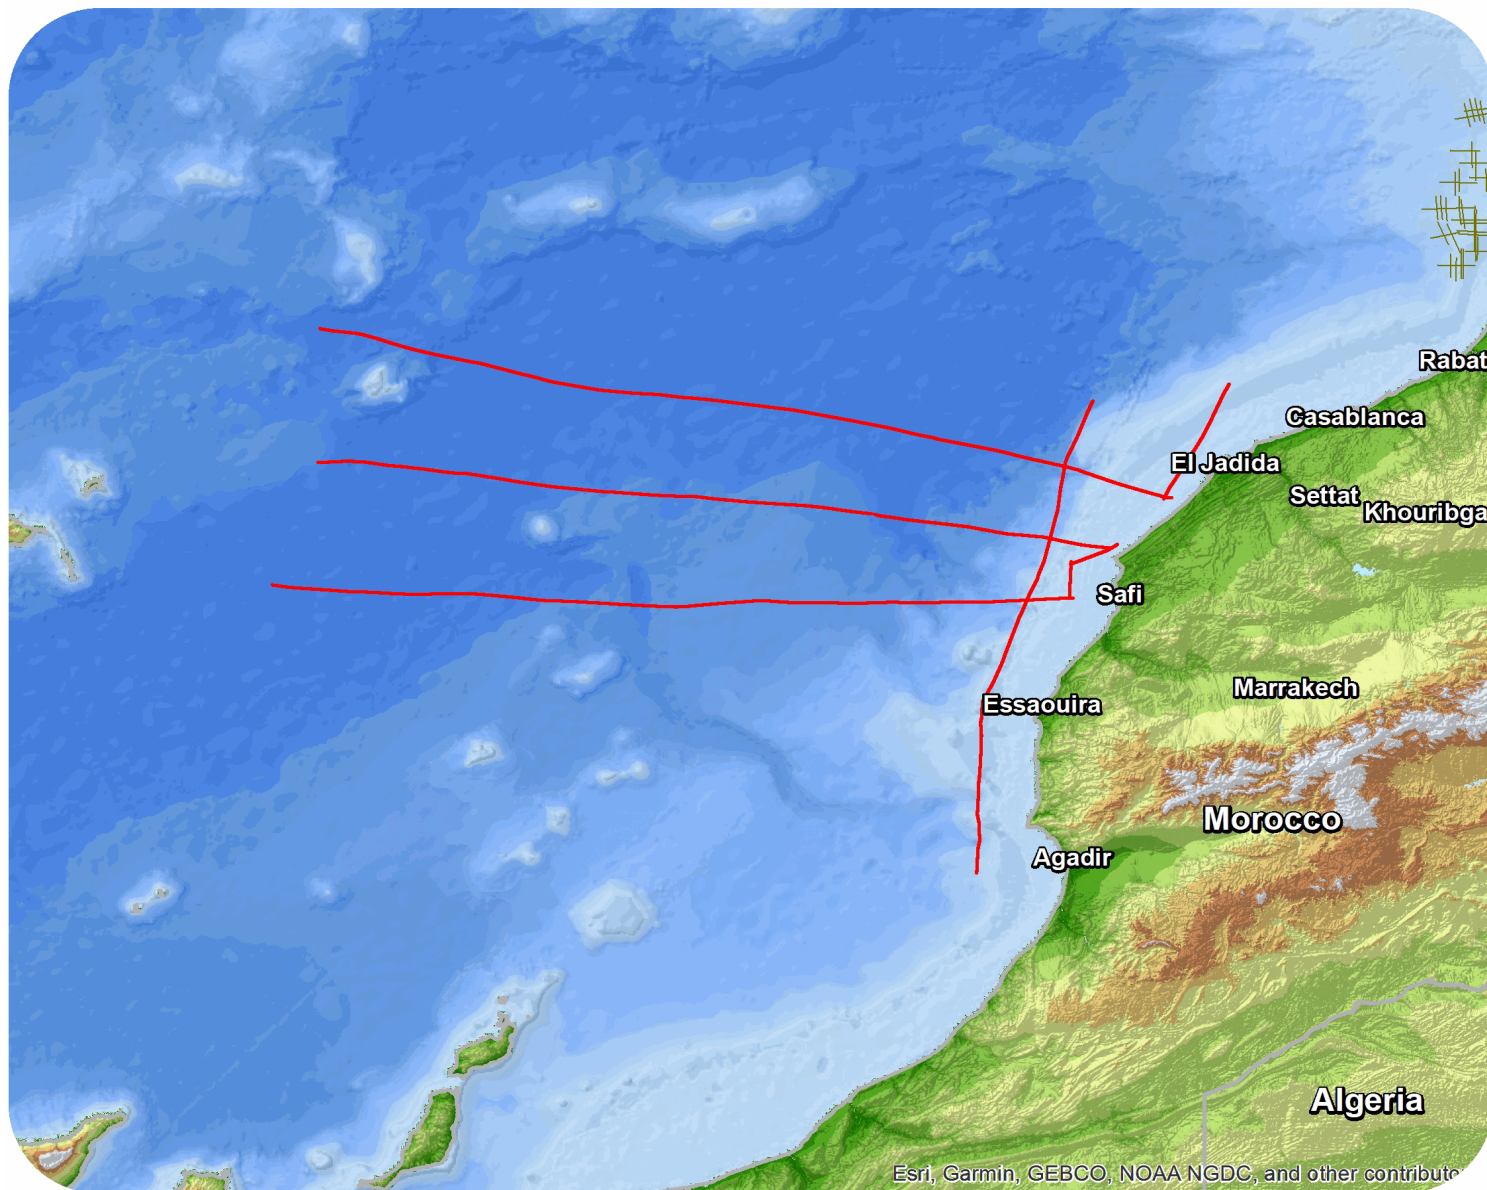 Rabat
Casablanca
El Jadida
Settat
Khouribga
Safi
Marrakech
Essaouira
Morocco
Agadir
Algeria
Esri, Garmin, GEBCO, NOAA NGDC, and other contributo